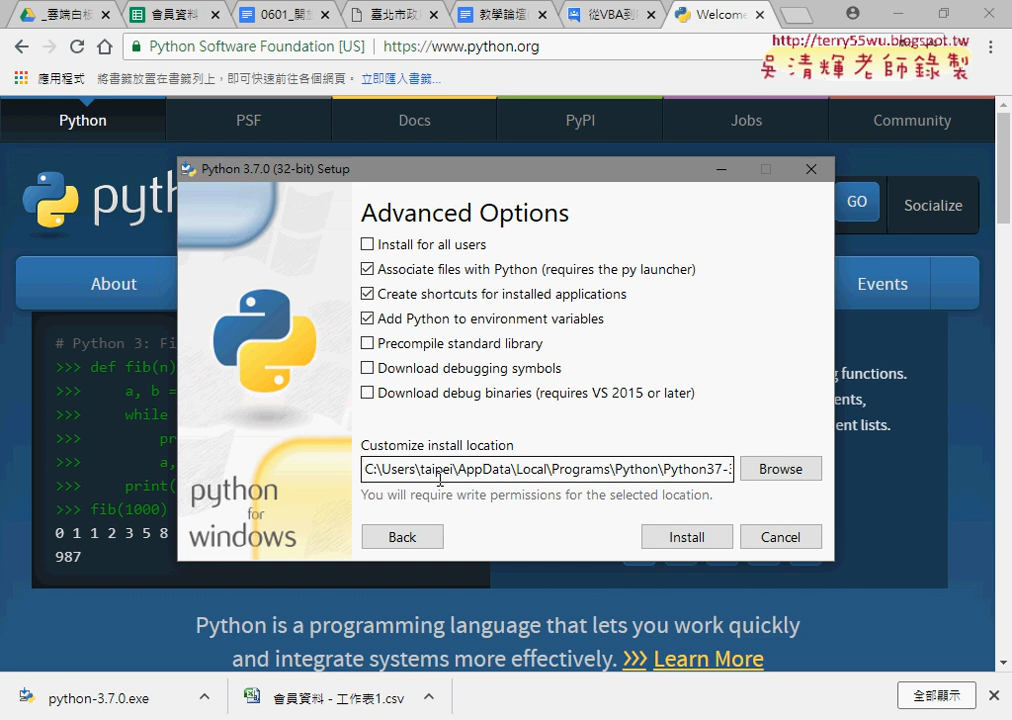 _雲端白板
會員資料
0601_開
臺北市政
教學論壇
從VBA到
Welcome
Python Software Foundation [US] | https://www.python.org
http://terry55wu.blogspot.tw
吳清輝老師錄製
應用程式 將書籤放置在書籤列上，即可快速前往各個網頁。 立即匯入書籤...
Python PSF Docs PyPI Jobs Community
Python 3.7.0 (32-bit) Setup
GO Socialize
About Events
Advanced Options
Install for all users
Associate files with Python (requires the py launcher)
Create shortcuts for installed applications
Add Python to environment variables
Precompile standard library
Download debugging symbols
Download debug binaries (requires VS 2015 or later)
Customize install location
C:\Users\taipei\AppData\Local\Programs\Python\Python37-3
Browse
You will require write permissions for the selected location.
Back Install Cancel
python
for
windows
# Python 3: Fi
>>> def fib(n)
>>> a, b =
>>> while
>>> pr
>>> a,
>>> print(
>>> fib(1000)
0 1 1 2 3 5 8
987
g functions.
ents,
ent lists.
Python is a programming language that lets you work quickly
and integrate systems more effectively. >>> Learn More
python-3.7.0.exe
會員資料 - 工作表1.csv
全部顯示